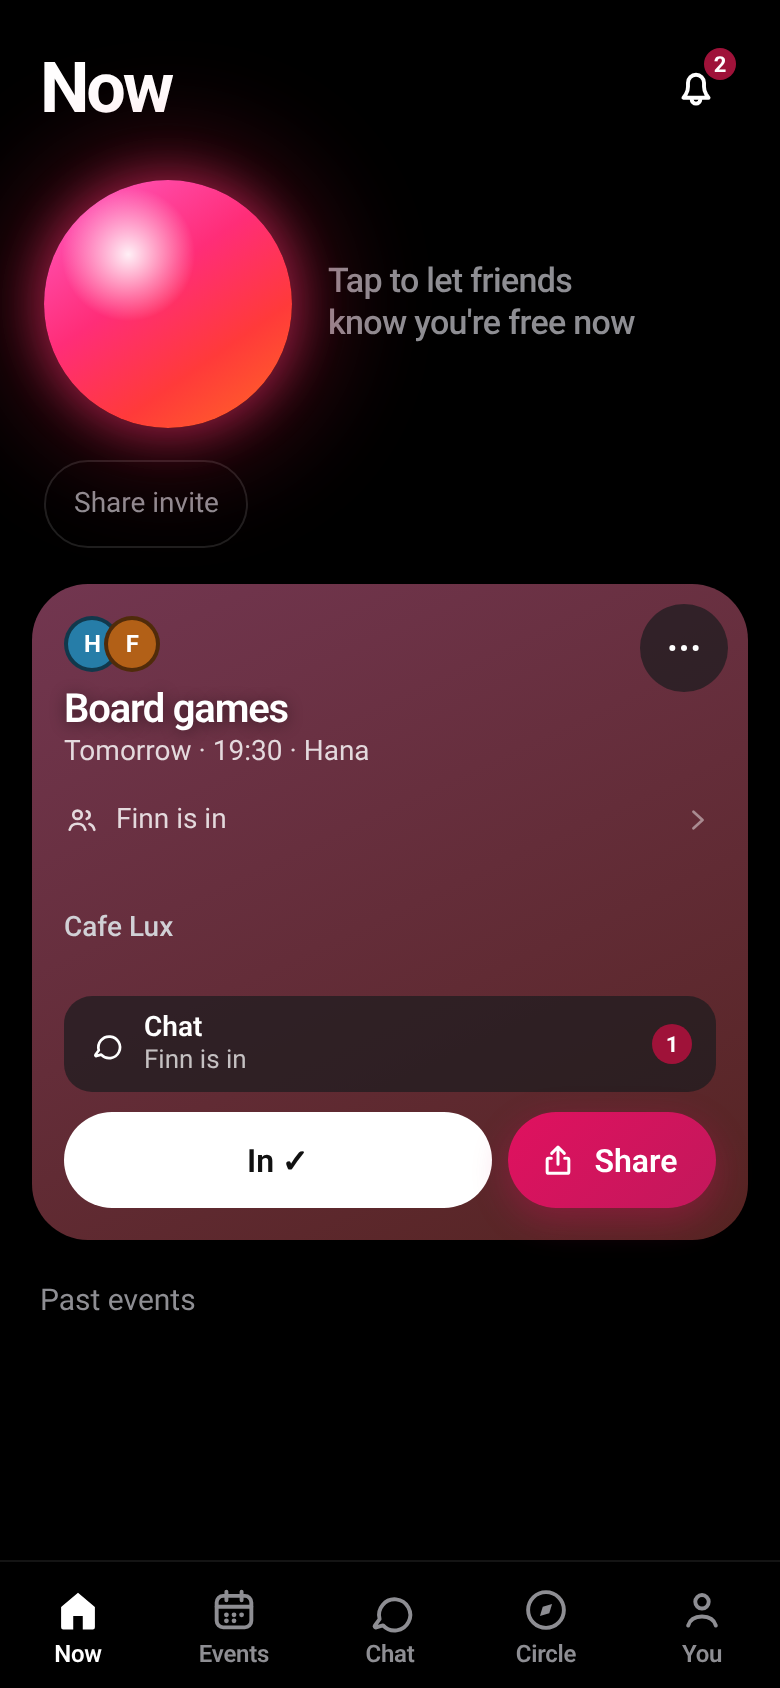 Now
2
Tap to let friends
know you're free now
Share invite
H F
Board games
Tomorrow · 19:30 · Hana
Finn is in
Cafe Lux
Chat
Finn is in
1
In ✓
Share
Past events
Now Events Chat Circle You